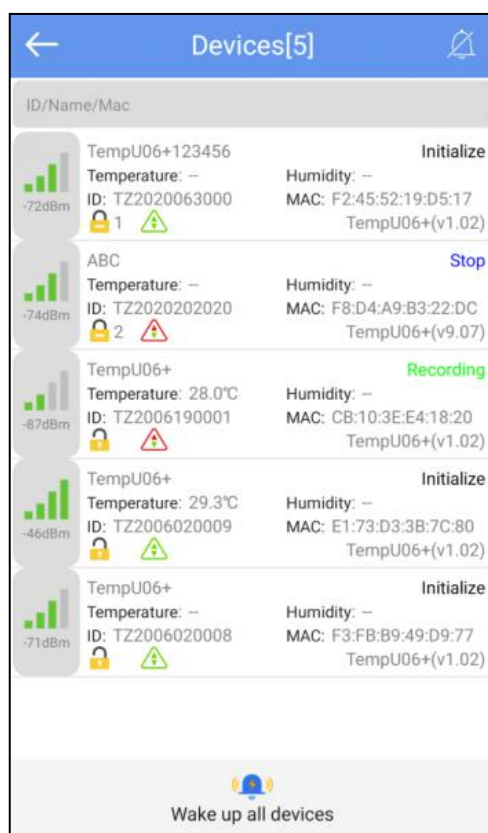 Devices[5]
ID/Name/Mac
TempU06+123456 Initialize
Temperature: -- Humidity: --
-72dBm ID: TZ2020063000 MAC: F2:45:52:19:D5:17
1 TempU06+(v1.02)
ABC Stop
Temperature: -- Humidity: --
-74dBm ID: TZ2020202020 MAC: F8:D4:A9:B3:22:DC
2 TempU06+(v9.07)
TempU06+ Recording
Temperature: 28.0℃ Humidity: --
-87dBm ID: TZ2006190001 MAC: CB:10:3E:E4:18:20
TempU06+(v1.02)
TempU06+ Initialize
Temperature: 29.3℃ Humidity: --
-46dBm ID: TZ2006020009 MAC: E1:73:D3:3B:7C:80
TempU06+(v1.02)
TempU06+ Initialize
Temperature: -- Humidity: --
-71dBm ID: TZ2006020008 MAC: F3:FB:B9:49:D9:77
TempU06+(v1.02)
Wake up all devices